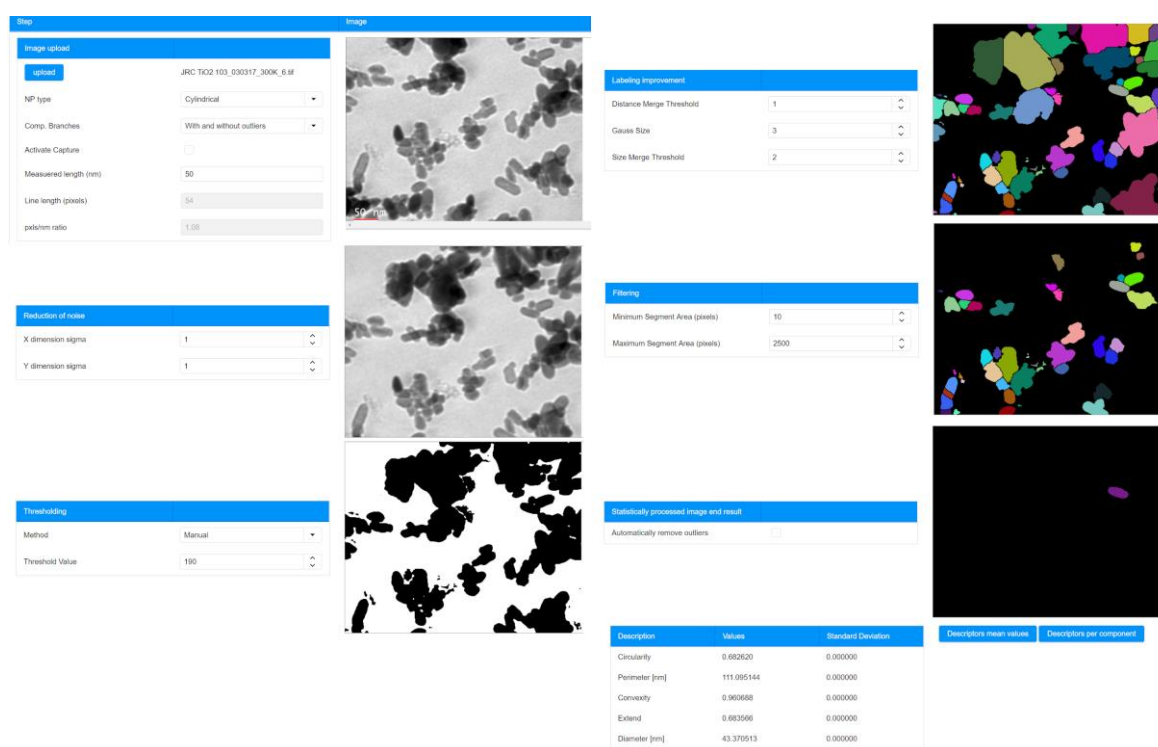 Step Image
Image upload
upload JRC TiO2 103_030317_300K_6.tif
NP type Cylindrical
Comp. Branches With and without outliers
Activate Capture
Measuered length (nm) 50
Line length (pixels) 54
pxls/nm ratio 1.08
50 nm
Reduction of noise
X dimension sigma 1
Y dimension sigma 1
Thresholding
Method Manual
Threshold Value 190
Labeling improvement
Distance Merge Threshold 1
Gauss Size 3
Size Merge Threshold 2
Filtering
Minimum Segment Area (pixels) 10
Maximum Segment Area (pixels) 2500
Statistically processed image end result
Automatically remove outliers
Descriptors mean values Descriptors per component
Description Values Standard Deviation
Circularity 0.682620 0.000000
Perimeter [nm] 111.095144 0.000000
Convexity 0.960688 0.000000
Extend 0.683566 0.000000
Diameter [nm] 43.370513 0.000000